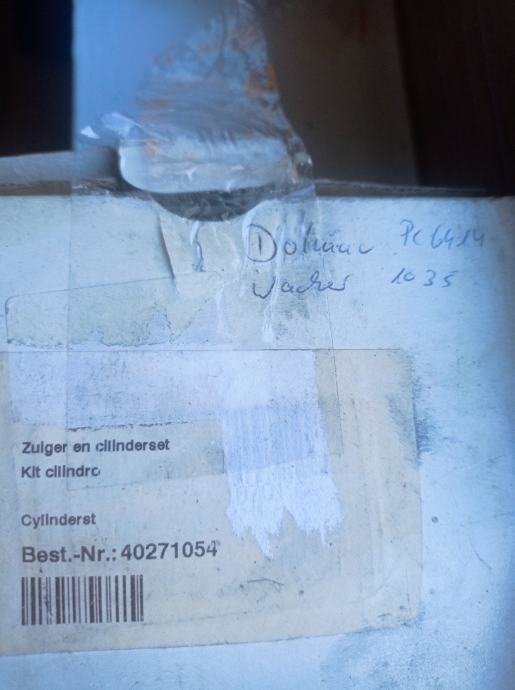 Dolmar Pc 6414
Wacker 1035
Zuiger en cilinderset
Kit cilindro
Cylinderst
Best.-Nr.: 40271054